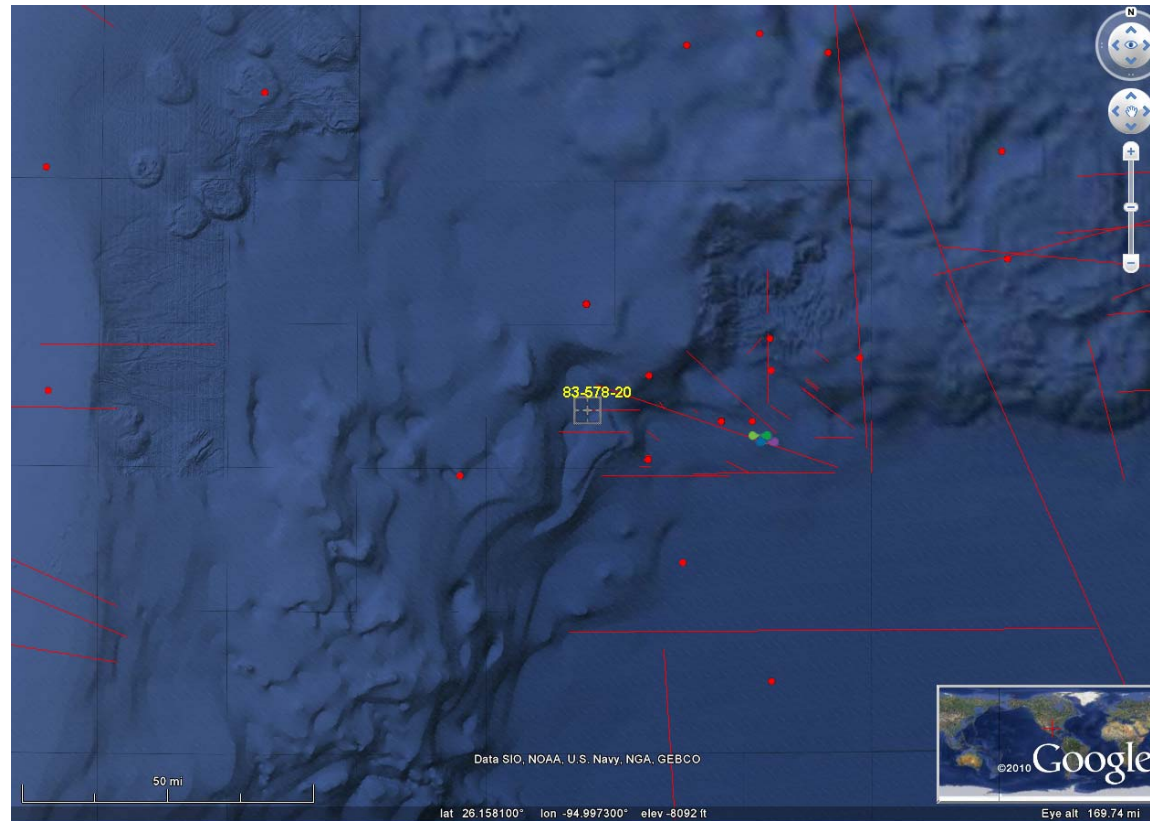 N
83-578-20
Data SIO, NOAA, U.S. Navy, NGA, GEBCO
50 mi
©2010 Google
lat 26.158100° lon -94.997300° elev -8092 ft
Eye alt 169.74 mi